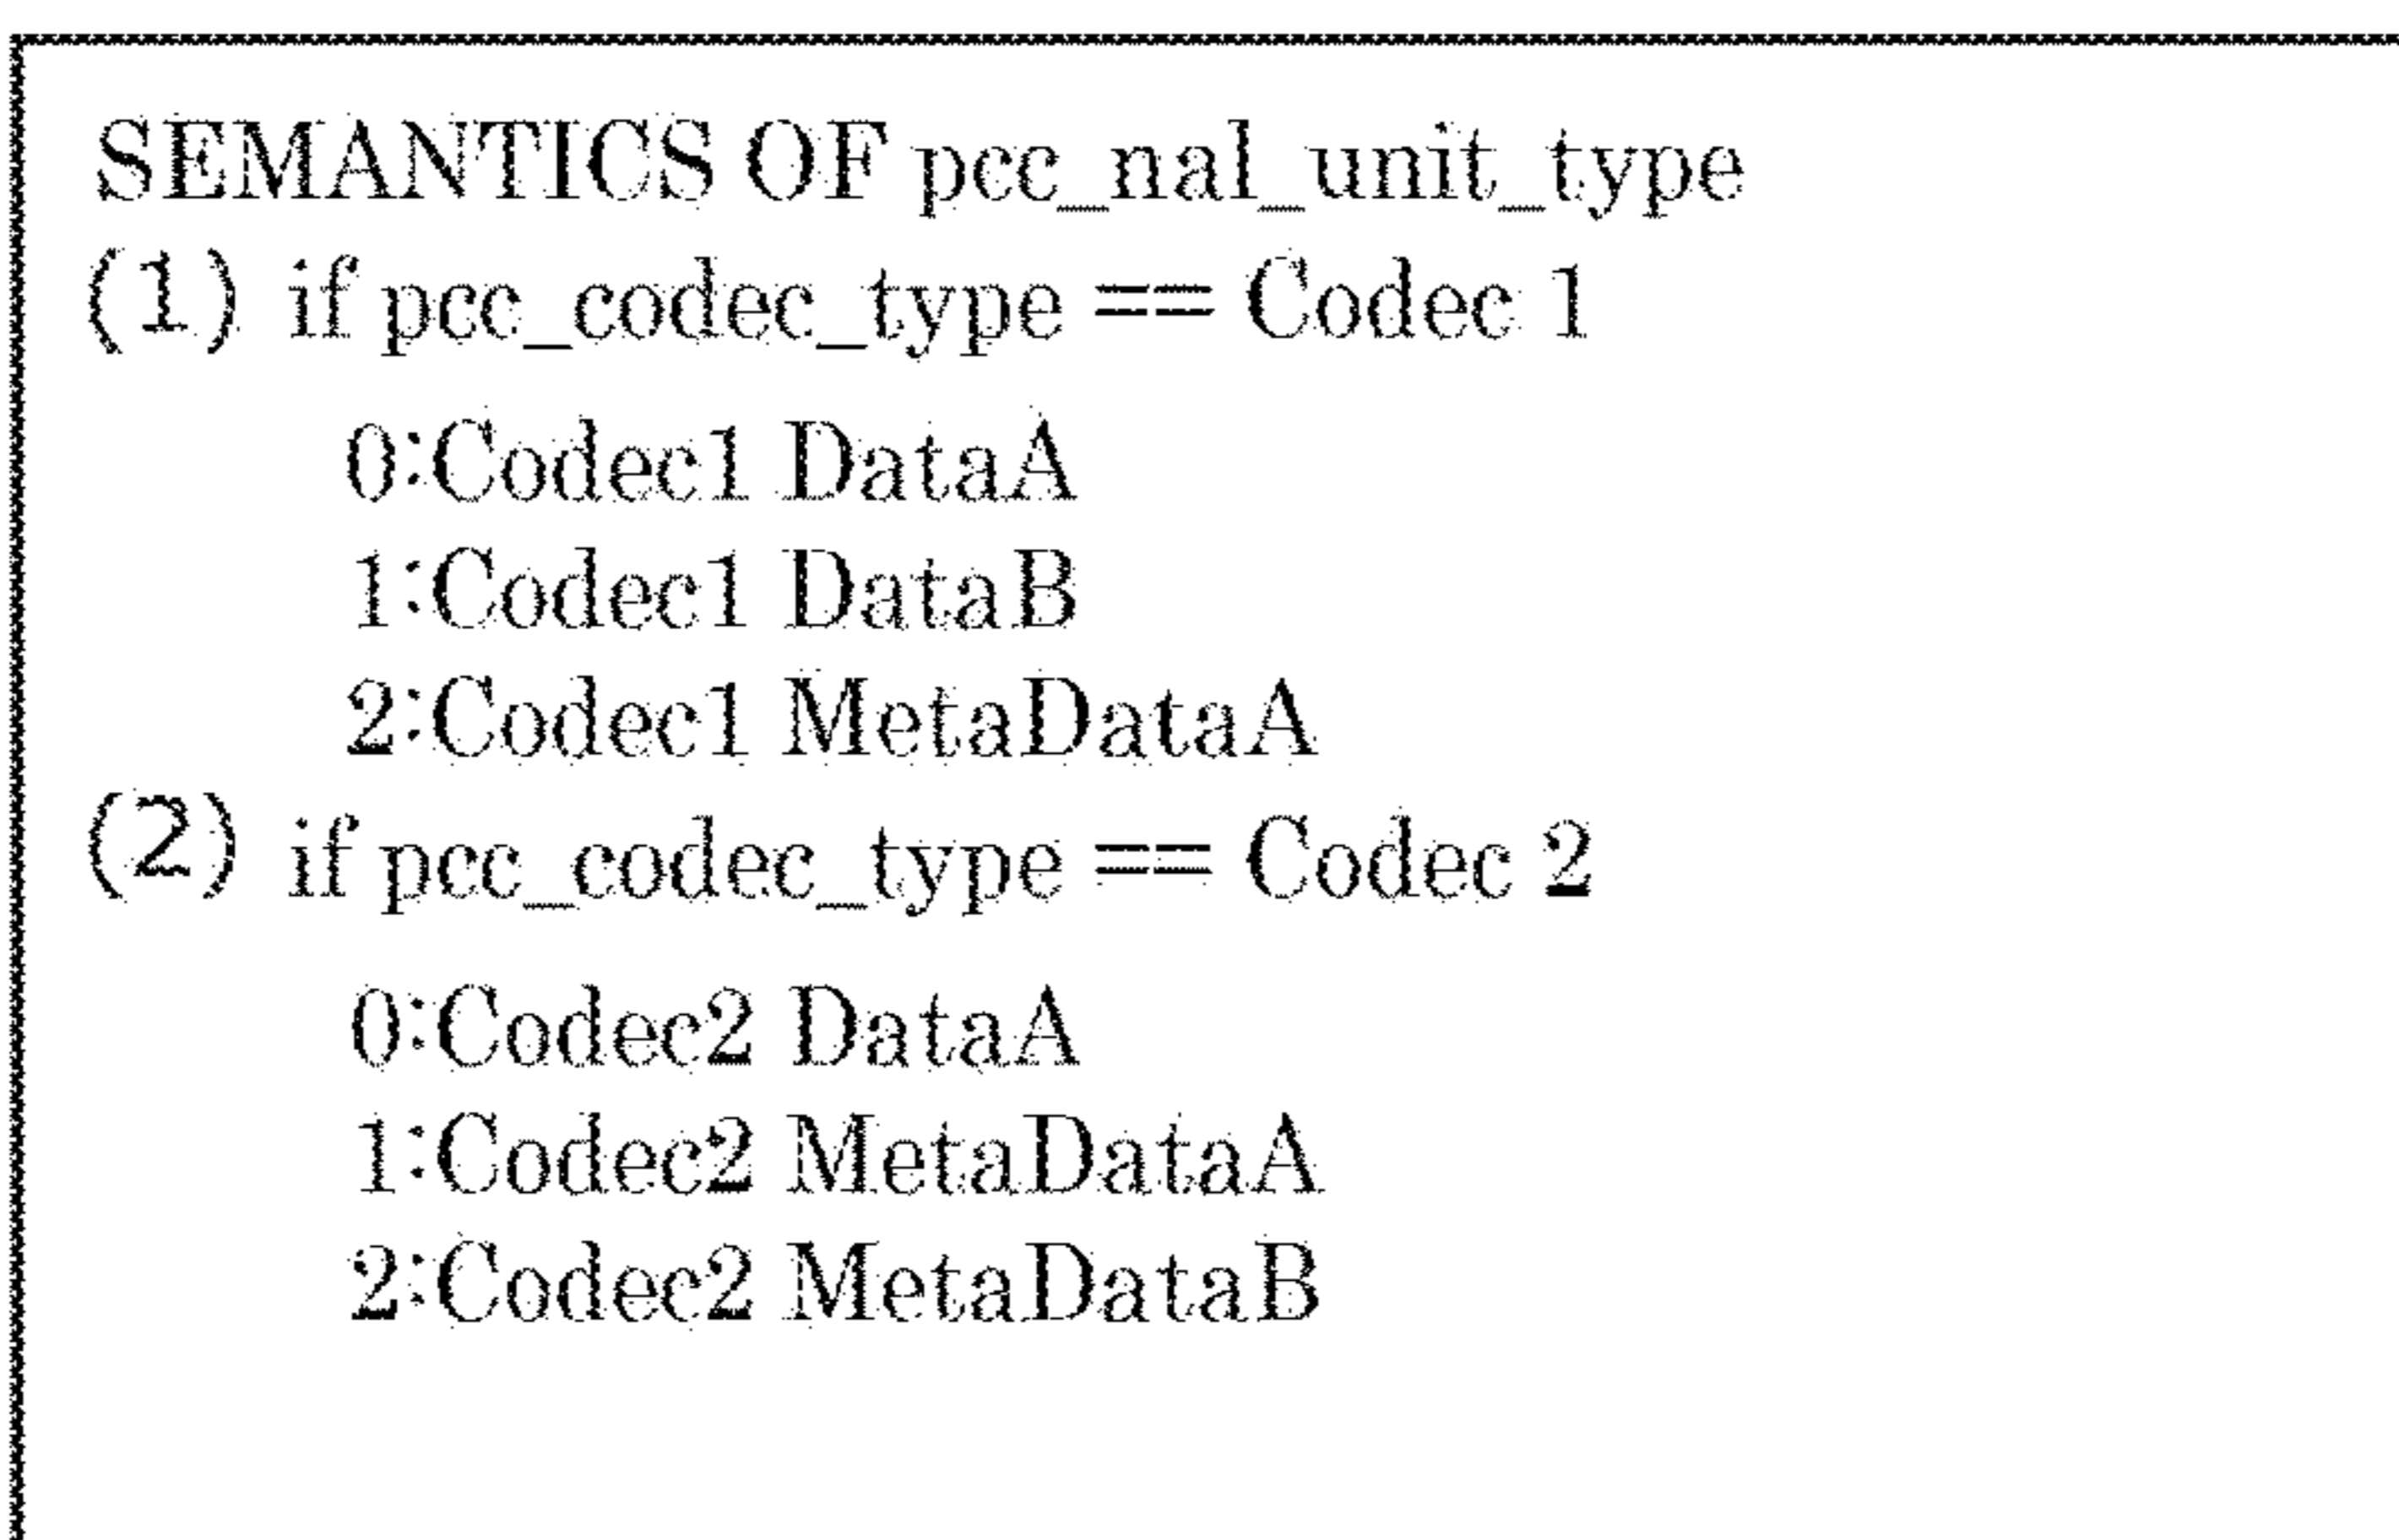 SEMANTICS OF pcc_nal_unit_type
(1) if pcc_codec_type == Codec 1
0:Codec1 DataA
1:Codec1 DataB
2:Codec1 MetaDataA
(2) if pcc_codec_type == Codec 2
0:Codec2 DataA
1:Codec2 MetaDataA
2:Codec2 MetaDataB